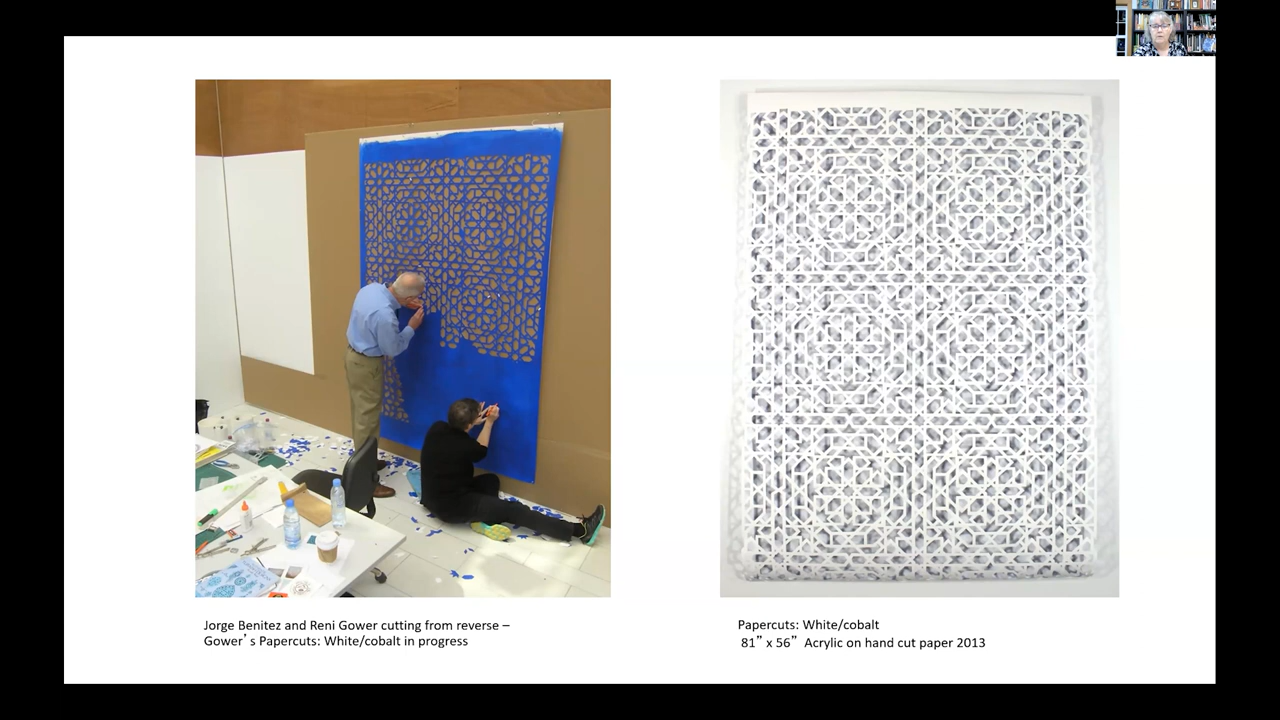 Jorge Benitez and Reni Gower cutting from reverse –
Gower’s Papercuts: White/cobalt in progress
Papercuts: White/cobalt
81” x 56” Acrylic on hand cut paper 2013